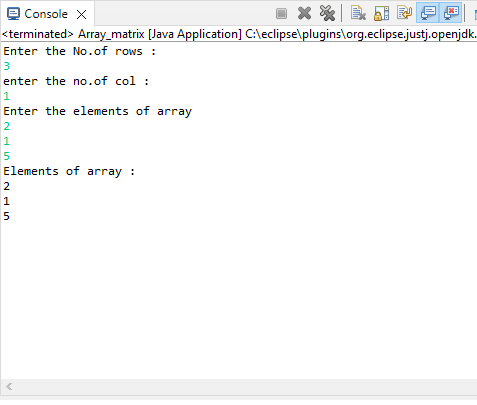 Console
<terminated> Array_matrix [Java Application] C:\eclipse\plugins\org.eclipse.justj.openjdk.
Enter the No.of rows :
3
enter the no.of col :
1
Enter the elements of array
2
1
5
Elements of array :
2
1
5